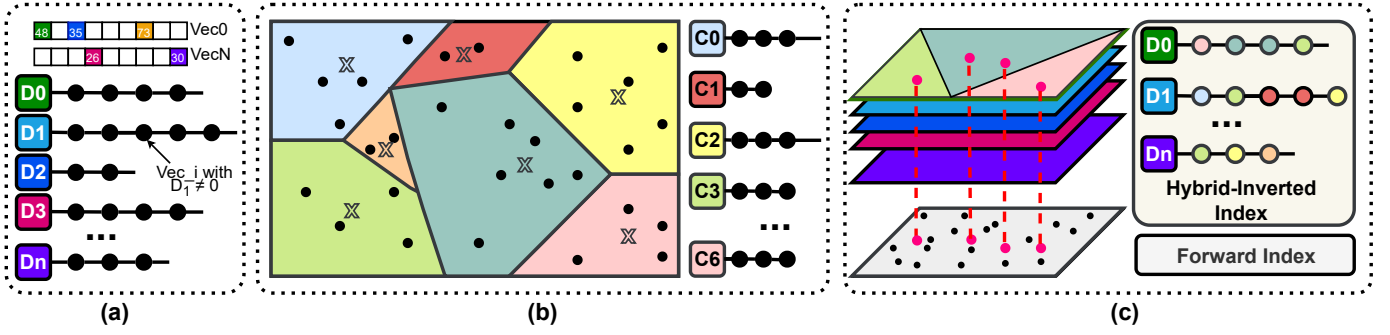 48 35 73 Vec0
26 30 VecN
D0
D1
D2
Vec_i with
D_1 ≠ 0
D3
...
Dn
(a)
X X X X X X X
C0
C1
C2
C3
...
C6
(b)
D0
D1
...
Dn
Hybrid-Inverted
Index
Forward Index
(c)